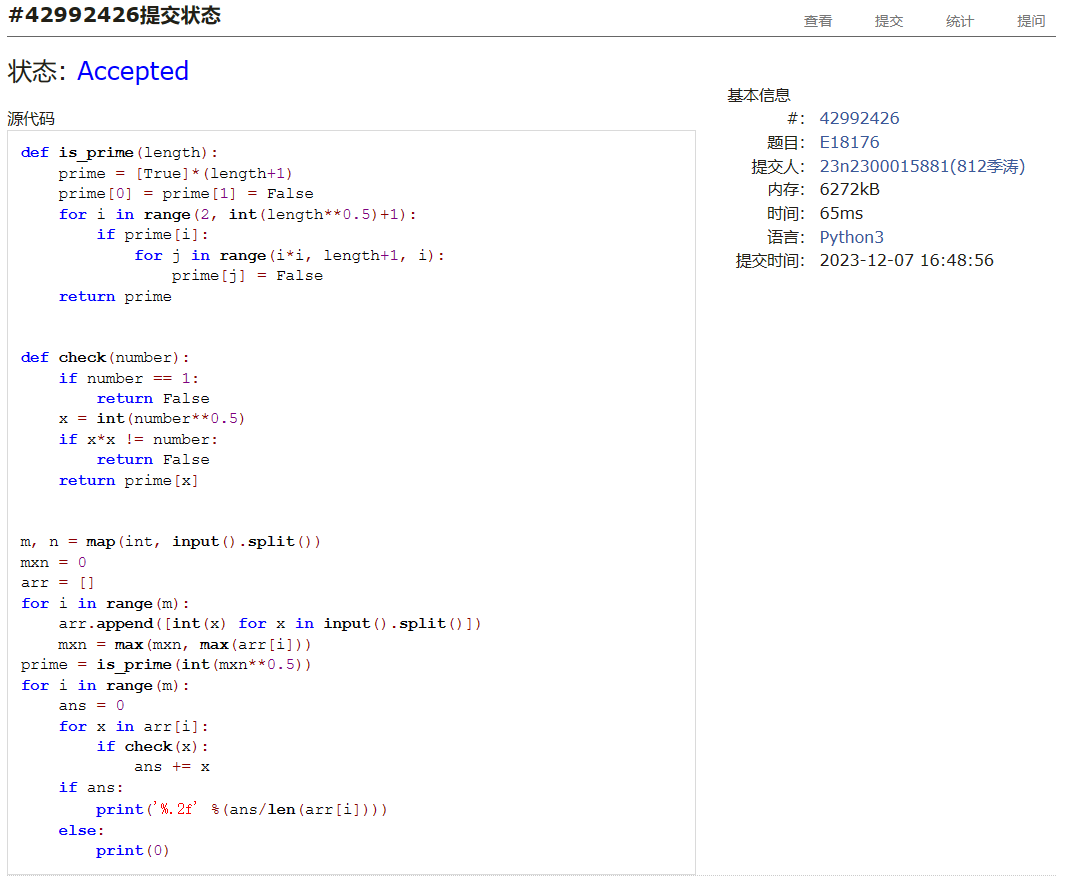 #42992426提交状态
查看 提交 统计 提问
状态: Accepted
源代码
def is_prime(length):
    prime = [True]*(length+1)
    prime[0] = prime[1] = False
    for i in range(2, int(length**0.5)+1):
        if prime[i]:
            for j in range(i*i, length+1, i):
                prime[j] = False
    return prime
def check(number):
    if number == 1:
        return False
    x = int(number**0.5)
    if x*x != number:
        return False
    return prime[x]
m, n = map(int, input().split())
mxn = 0
arr = []
for i in range(m):
    arr.append([int(x) for x in input().split()])
    mxn = max(mxn, max(arr[i]))
prime = is_prime(int(mxn**0.5))
for i in range(m):
    ans = 0
    for x in arr[i]:
        if check(x):
            ans += x
    if ans:
        print('%.2f' %(ans/len(arr[i])))
    else:
        print(0)
基本信息
#: 42992426
题目: E18176
提交人: 23n2300015881(812季涛)
内存: 6272kB
时间: 65ms
语言: Python3
提交时间: 2023-12-07 16:48:56